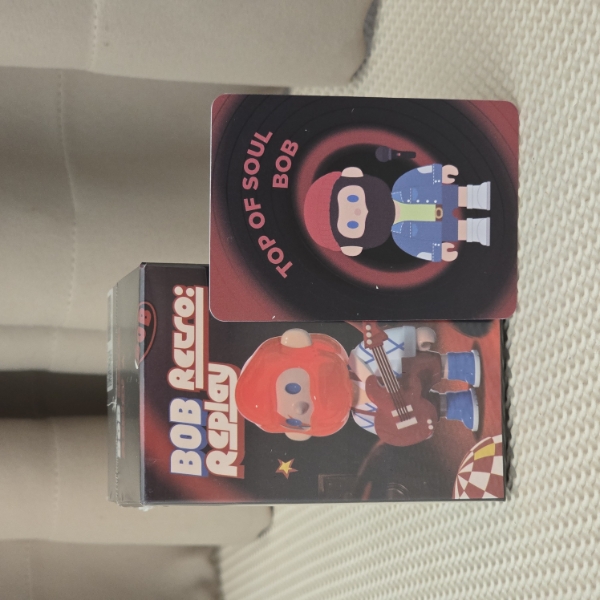 TOP OF SOUL
BOB
BOB Retro:
Replay